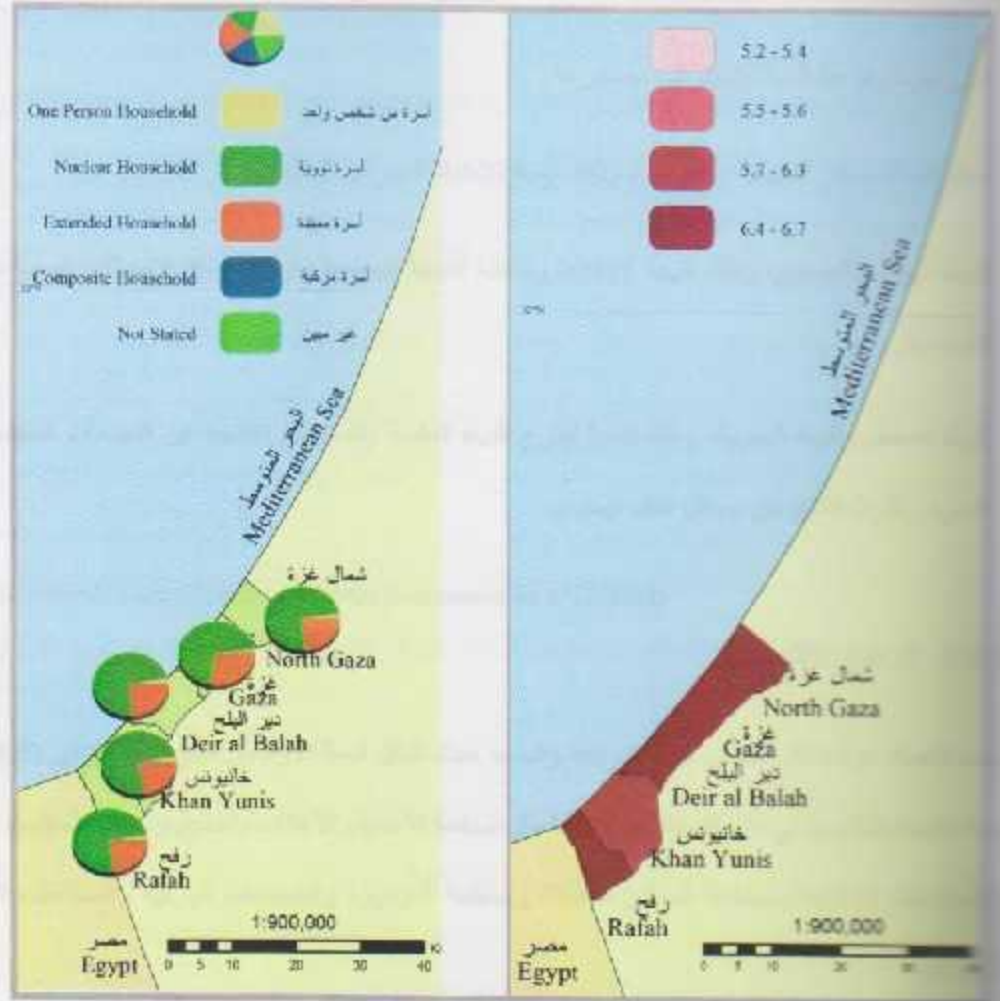 One Person Household أسرة من شخص واحد
Nuclear Household أسرة نووية
Extended Household أسرة ممتدة
Composite Household أسرة مركبة
Not Stated غير مبين
البحر المتوسط
Mediterranean Sea
شمال غزة
North Gaza
غزة
Gaza
دير البلح
Deir al Balah
خانيونس
Khan Yunis
رفح
Rafah
1:900,000
مصر
Egypt
0 5 10 20 30 40
5.2 - 5.4
5.5 - 5.6
5.7 - 6.3
6.4 - 6.7
البحر المتوسط
Mediterranean Sea
شمال غزة
North Gaza
غزة
Gaza
دير البلح
Deir al Balah
خانيونس
Khan Yunis
رفح
Rafah
1:900,000
مصر
Egypt
0 5 10 20 30